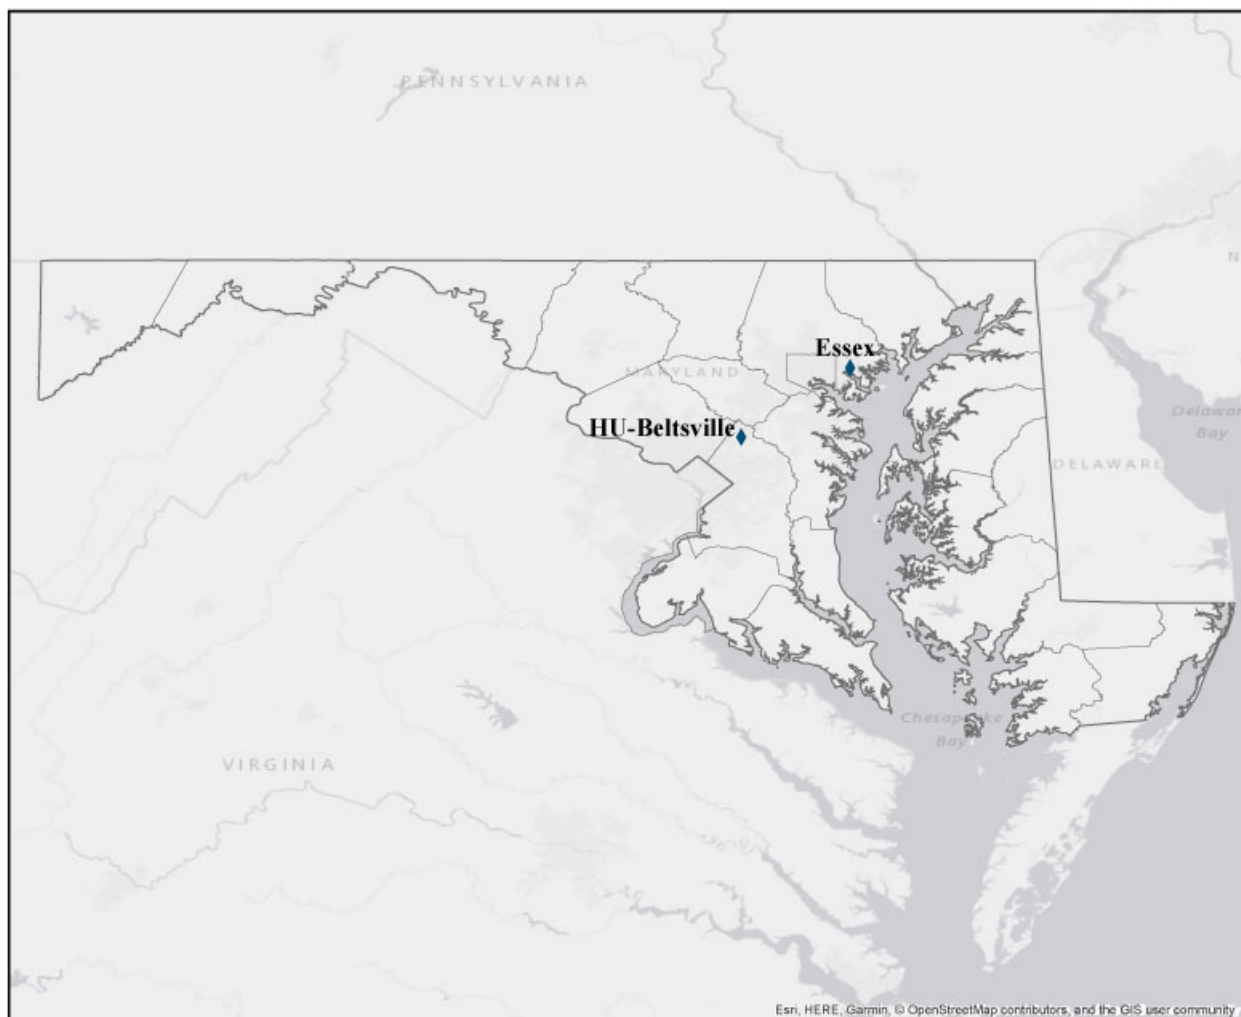 PENNSYLVANIA
N
Essex
MARYLAND
HU-Beltsville
Delaware
Bay
DELAWARE
Chesapeake
Bay
VIRGINIA
Esri, HERE, Garmin, © OpenStreetMap contributors, and the GIS user community